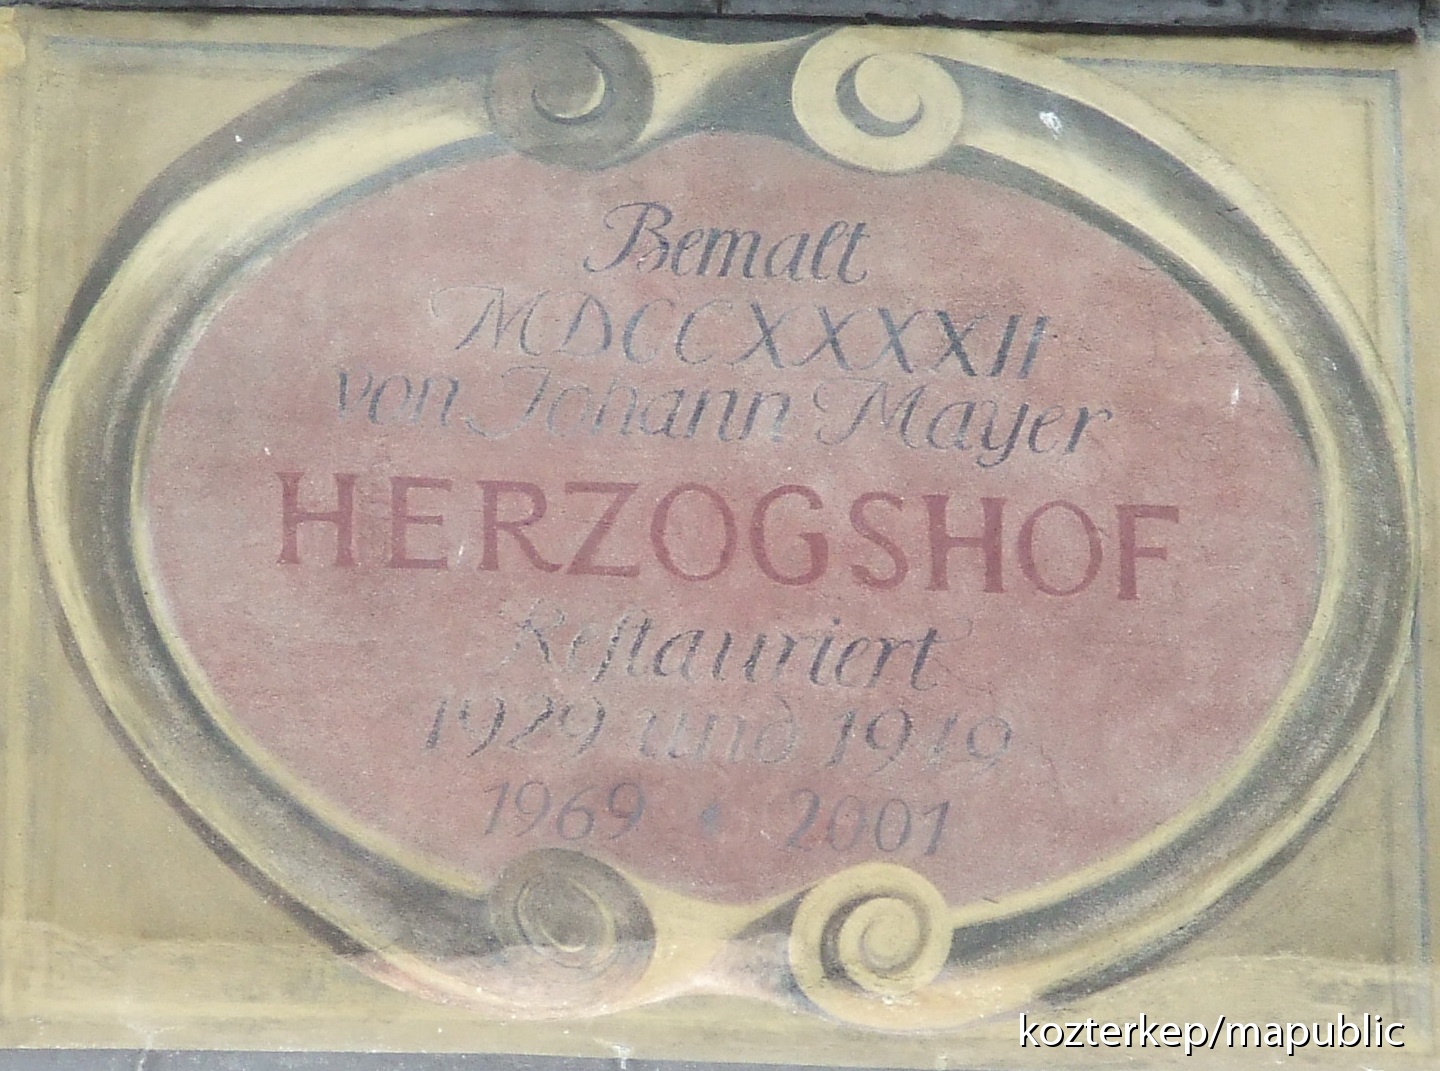 Bemalt
MDCCXXXXII
von Johann Mayer
HERZOGSHOF
Reſtauriert
1929 und 1949
1969 • 2001
kozterkep/mapublic